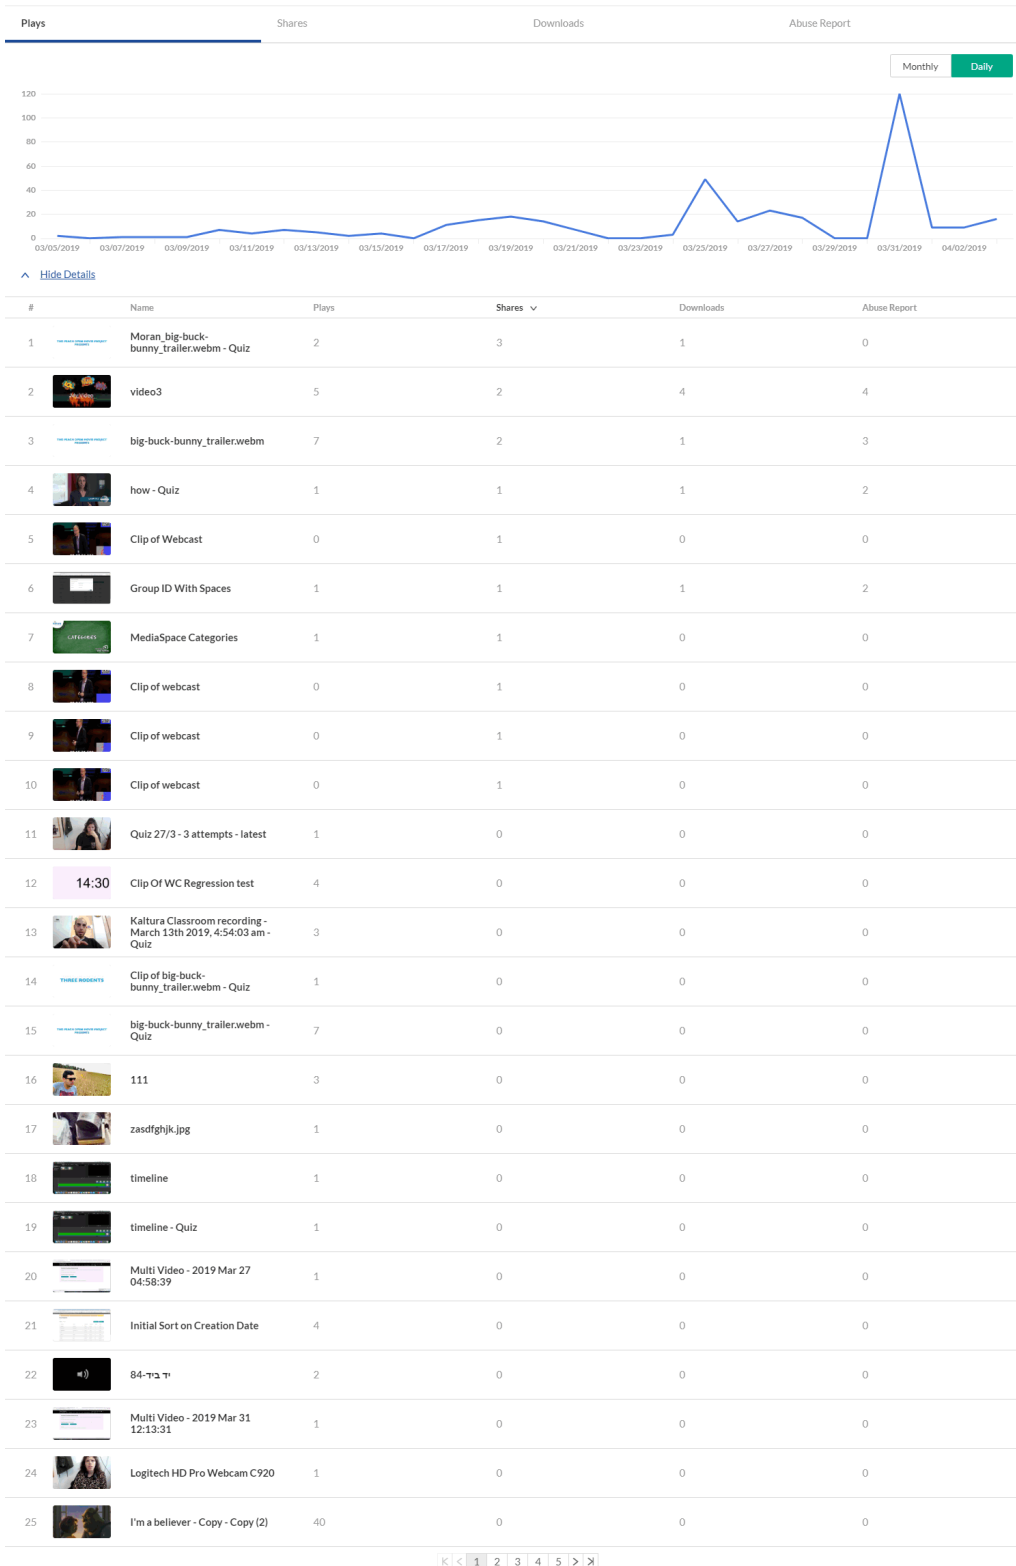 Plays Shares Downloads Abuse Report
Monthly Daily
120
100
80
60
40
20
0
03/05/2019 03/07/2019 03/09/2019 03/11/2019 03/13/2019 03/15/2019 03/17/2019 03/19/2019 03/21/2019 03/23/2019 03/25/2019 03/27/2019 03/29/2019 03/31/2019 04/02/2019
Hide Details
# Name Plays Shares Downloads Abuse Report
1 Moran_big-buck-
bunny_trailer.webm - Quiz 2 3 1 0
2 video3 5 2 4 4
3 big-buck-bunny_trailer.webm 7 2 1 3
4 how - Quiz 1 1 1 2
5 Clip of Webcast 0 1 0 0
6 Group ID With Spaces 1 1 1 2
7 CATEGORIES MediaSpace Categories 1 1 0 0
8 Clip of webcast 0 1 0 0
9 Clip of webcast 0 1 0 0
10 Clip of webcast 0 1 0 0
11 Quiz 27/3 - 3 attempts - latest 1 0 0 0
12 14:30 Clip Of WC Regression test 4 0 0 0
13 Kaltura Classroom recording -
March 13th 2019, 4:54:03 am -
Quiz 3 0 0 0
14 THREE RODENTS Clip of big-buck-
bunny_trailer.webm - Quiz 1 0 0 0
15 big-buck-bunny_trailer.webm -
Quiz 7 0 0 0
16 111 3 0 0 0
17 zasdfghjk.jpg 1 0 0 0
18 timeline 1 0 0 0
19 timeline - Quiz 1 0 0 0
20 Multi Video - 2019 Mar 27
04:58:39 1 0 0 0
21 Initial Sort on Creation Date 4 0 0 0
22 יד ביד-84 2 0 0 0
23 Multi Video - 2019 Mar 31
12:13:31 1 0 0 0
24 Logitech HD Pro Webcam C920 1 0 0 0
25 I'm a believer - Copy - Copy (2) 40 0 0 0
1 2 3 4 5